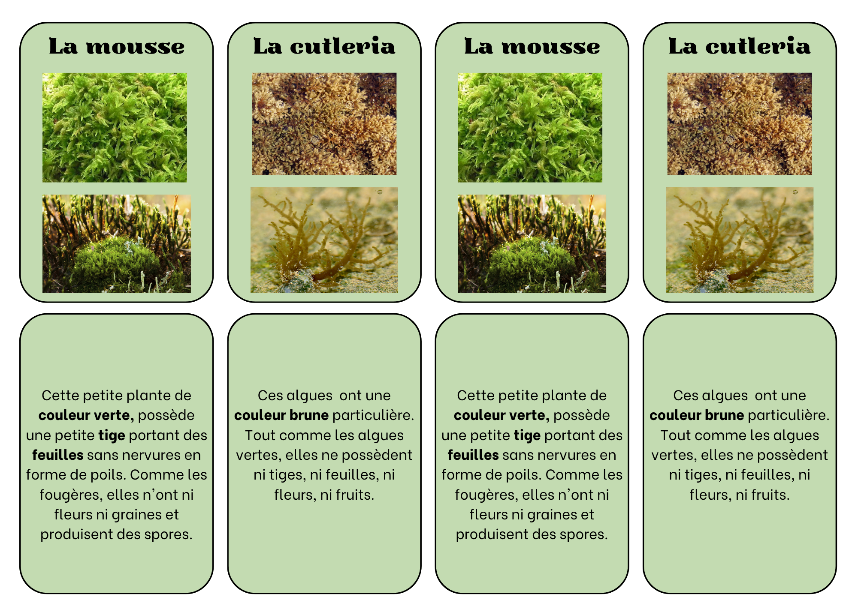 La mousse
La cutleria
La mousse
La cutleria
Cette petite plante de
couleur verte, possède
une petite tige portant des
feuilles sans nervures en
forme de poils. Comme les
fougères, elles n'ont ni
fleurs ni graines et
produisent des spores.
Ces algues  ont une
couleur brune particulière.
Tout comme les algues
vertes, elles ne possèdent
ni tiges, ni feuilles, ni
fleurs, ni fruits.
Cette petite plante de
couleur verte, possède
une petite tige portant des
feuilles sans nervures en
forme de poils. Comme les
fougères, elles n'ont ni
fleurs ni graines et
produisent des spores.
Ces algues  ont une
couleur brune particulière.
Tout comme les algues
vertes, elles ne possèdent
ni tiges, ni feuilles, ni
fleurs, ni fruits.